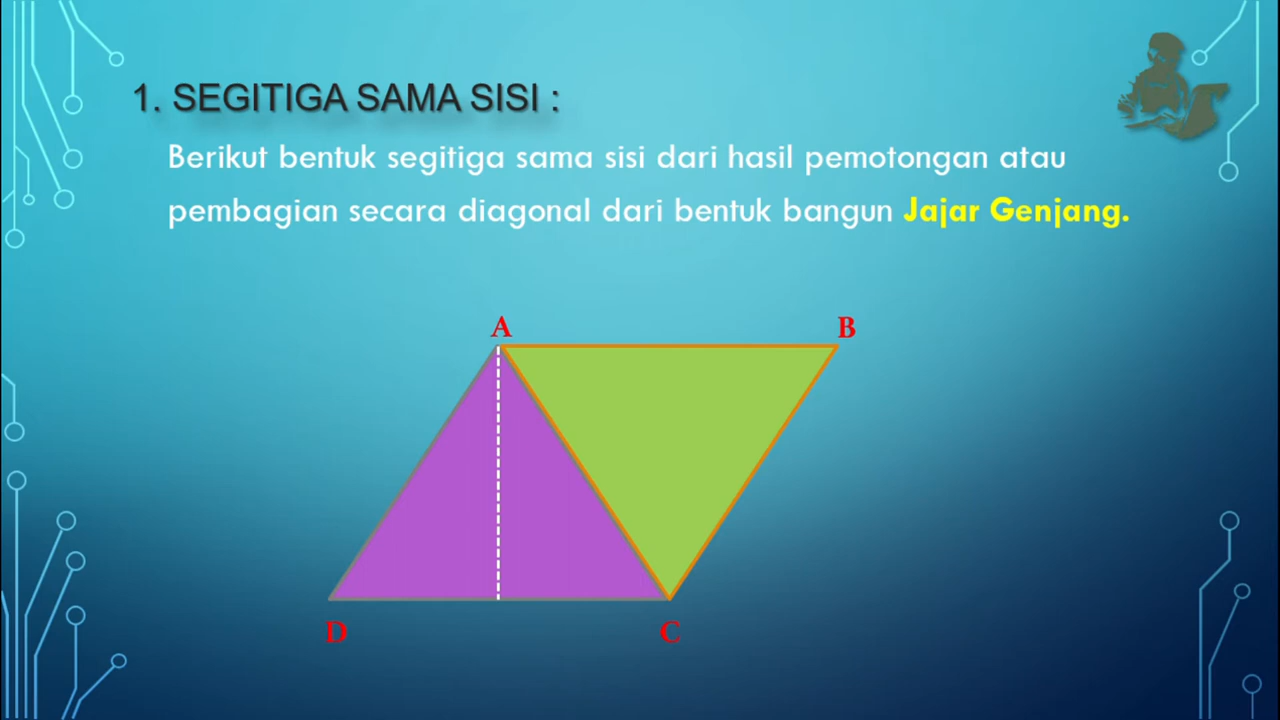 1. SEGITIGA SAMA SISI :
Berikut bentuk segitiga sama sisi dari hasil pemotongan atau
pembagian secara diagonal dari bentuk bangun Jajar Genjang.
A
B
D
C